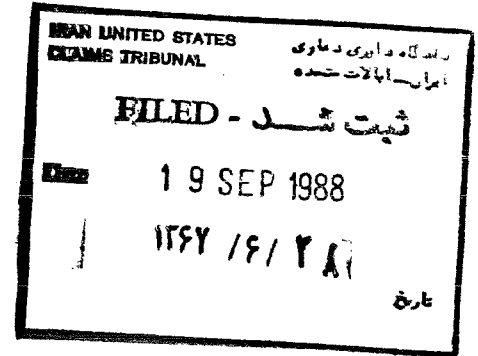 IRAN UNITED STATES دادگاه داوری دعاوی
CLAIMS TRIBUNAL ایران ـ ایالات متحده
FILED - ثبت شد
Date 19 SEP 1988
۱۳۶۷ /۶/ ۲۸
تاریخ